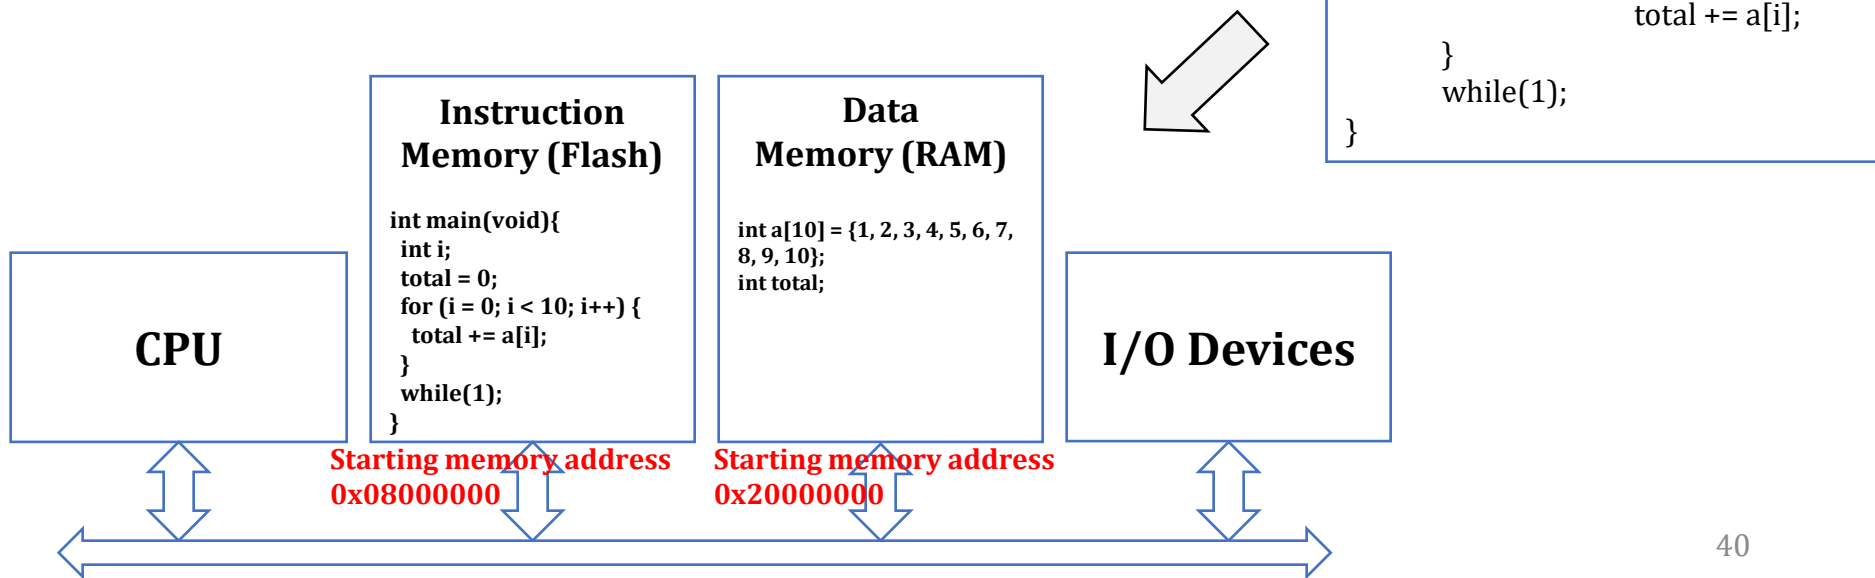 total += a[i];
}
while(1);
}
Instruction
Memory (Flash)
int main(void){
int i;
total = 0;
for (i = 0; i < 10; i++) {
total += a[i];
}
while(1);
}
Data
Memory (RAM)
int a[10] = {1, 2, 3, 4, 5, 6, 7,
8, 9, 10};
int total;
CPU
I/O Devices
Starting memory address
0x08000000
Starting memory address
0x20000000
40